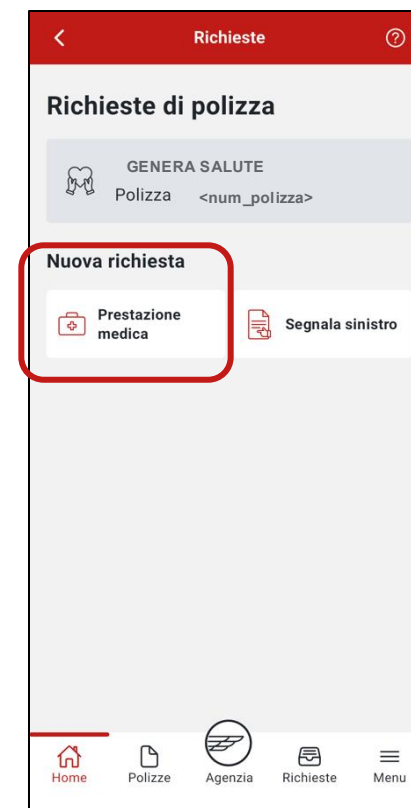 Richieste
Richieste di polizza
GENERA SALUTE
Polizza <num_polizza>
Nuova richiesta
Prestazione
medica
Segnala sinistro
Home Polizze Agenzia Richieste Menu